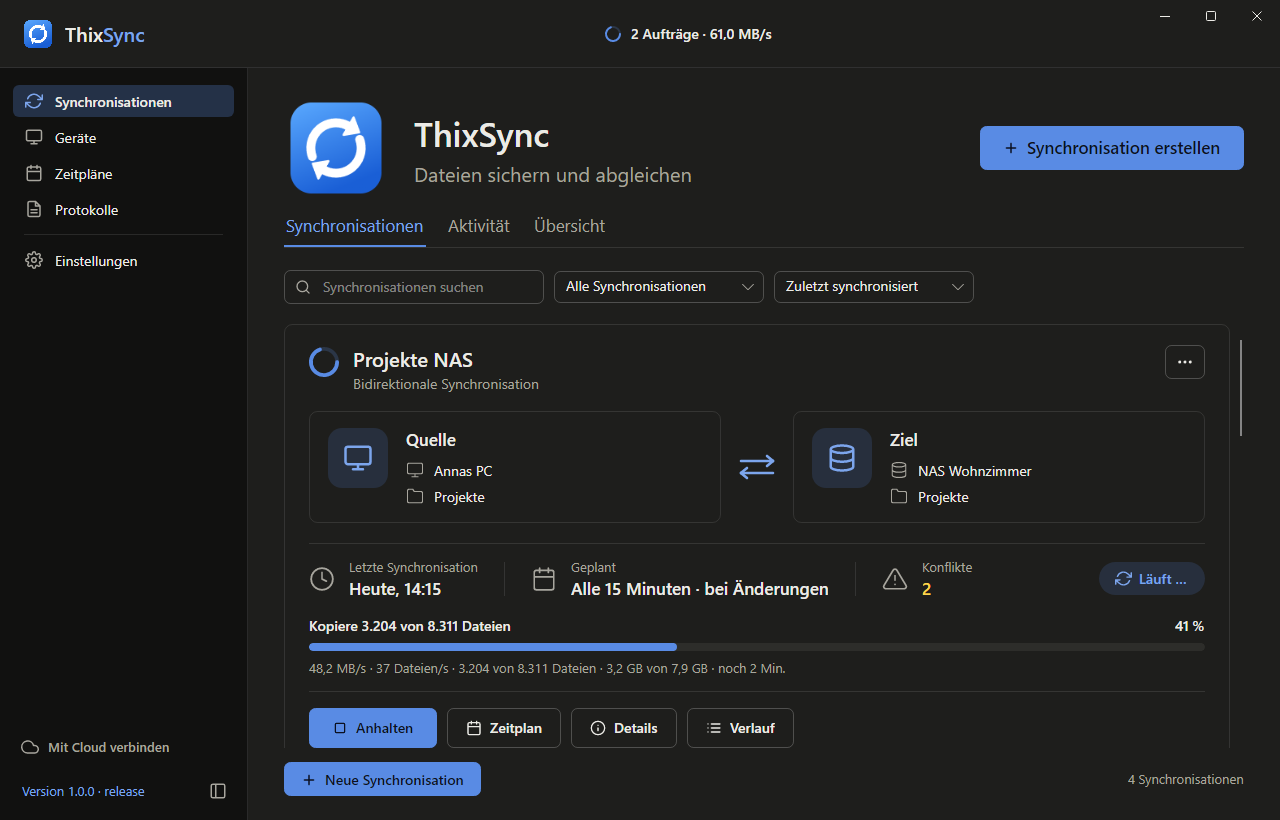 ThixSync
2 Aufträge · 61,0 MB/s
Synchronisationen
Geräte
Zeitpläne
Protokolle
Einstellungen
Mit Cloud verbinden
Version 1.0.0 · release
ThixSync
Dateien sichern und abgleichen
+ Synchronisation erstellen
Synchronisationen Aktivität Übersicht
Synchronisationen suchen Alle Synchronisationen Zuletzt synchronisiert
Projekte NAS
Bidirektionale Synchronisation
Quelle
Annas PC
Projekte
Ziel
NAS Wohnzimmer
Projekte
Letzte Synchronisation
Heute, 14:15
Geplant
Alle 15 Minuten · bei Änderungen
Konflikte
2
Läuft ...
Kopiere 3.204 von 8.311 Dateien 41 %
48,2 MB/s · 37 Dateien/s · 3.204 von 8.311 Dateien · 3,2 GB von 7,9 GB · noch 2 Min.
Anhalten Zeitplan Details Verlauf
+ Neue Synchronisation 4 Synchronisationen